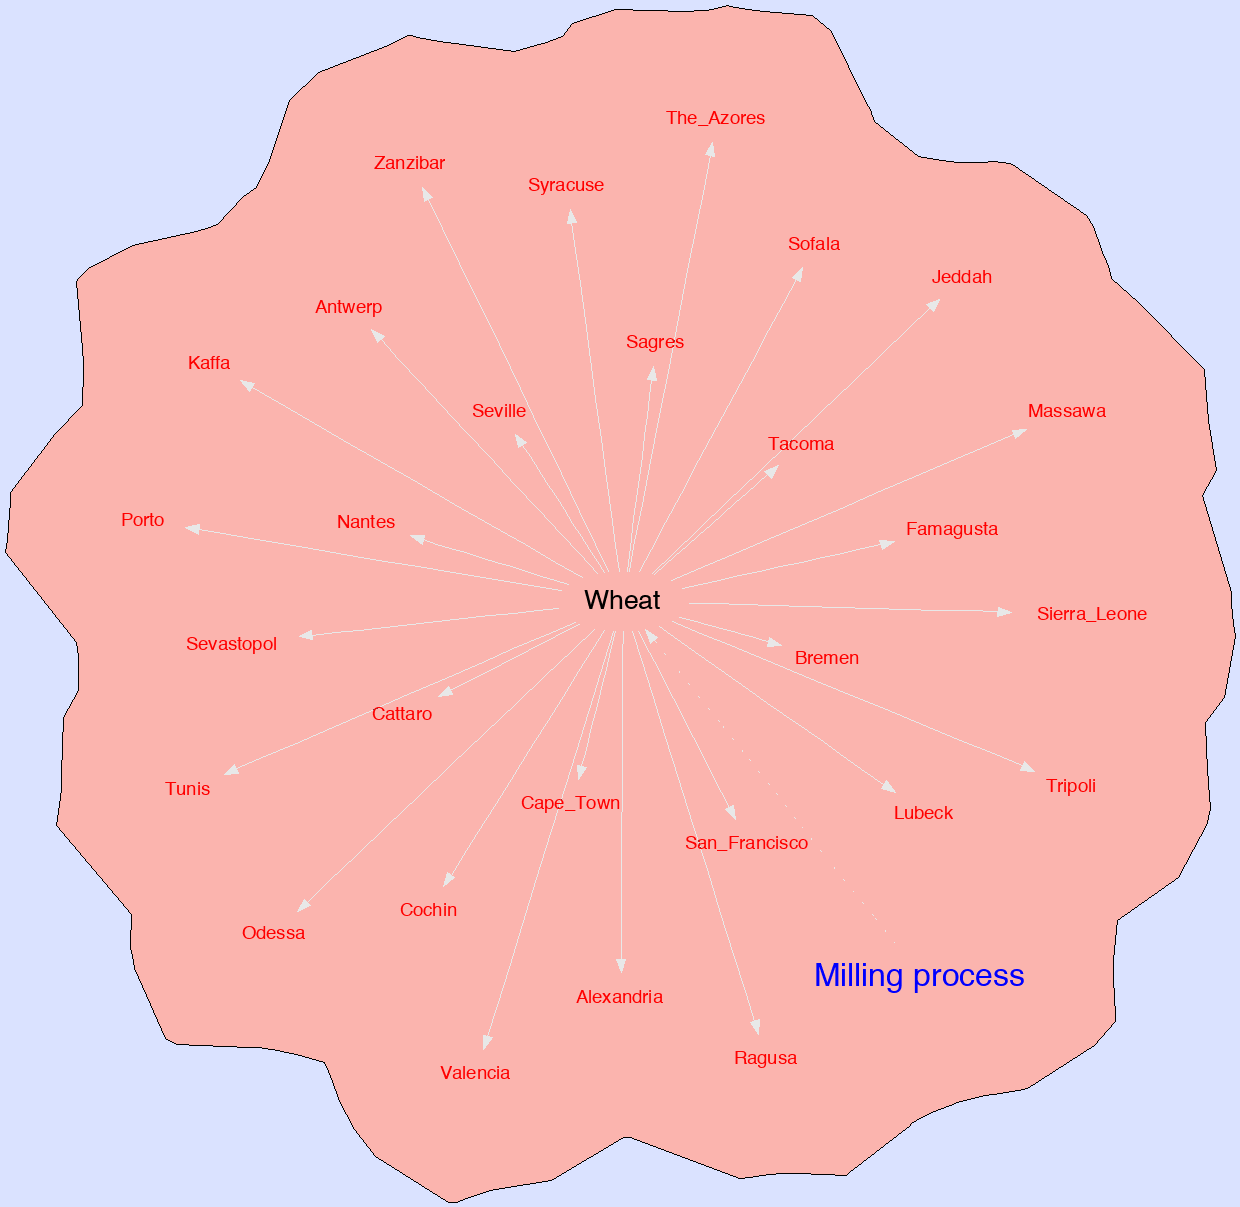 The_Azores
Zanzibar
Syracuse
Sofala
Jeddah
Antwerp
Sagres
Kaffa
Seville
Massawa
Tacoma
Porto
Nantes
Famagusta
Wheat
Sierra_Leone
Sevastopol
Bremen
Cattaro
Tunis
Tripoli
Cape_Town
Lubeck
San_Francisco
Cochin
Odessa
Milling process
Alexandria
Ragusa
Valencia